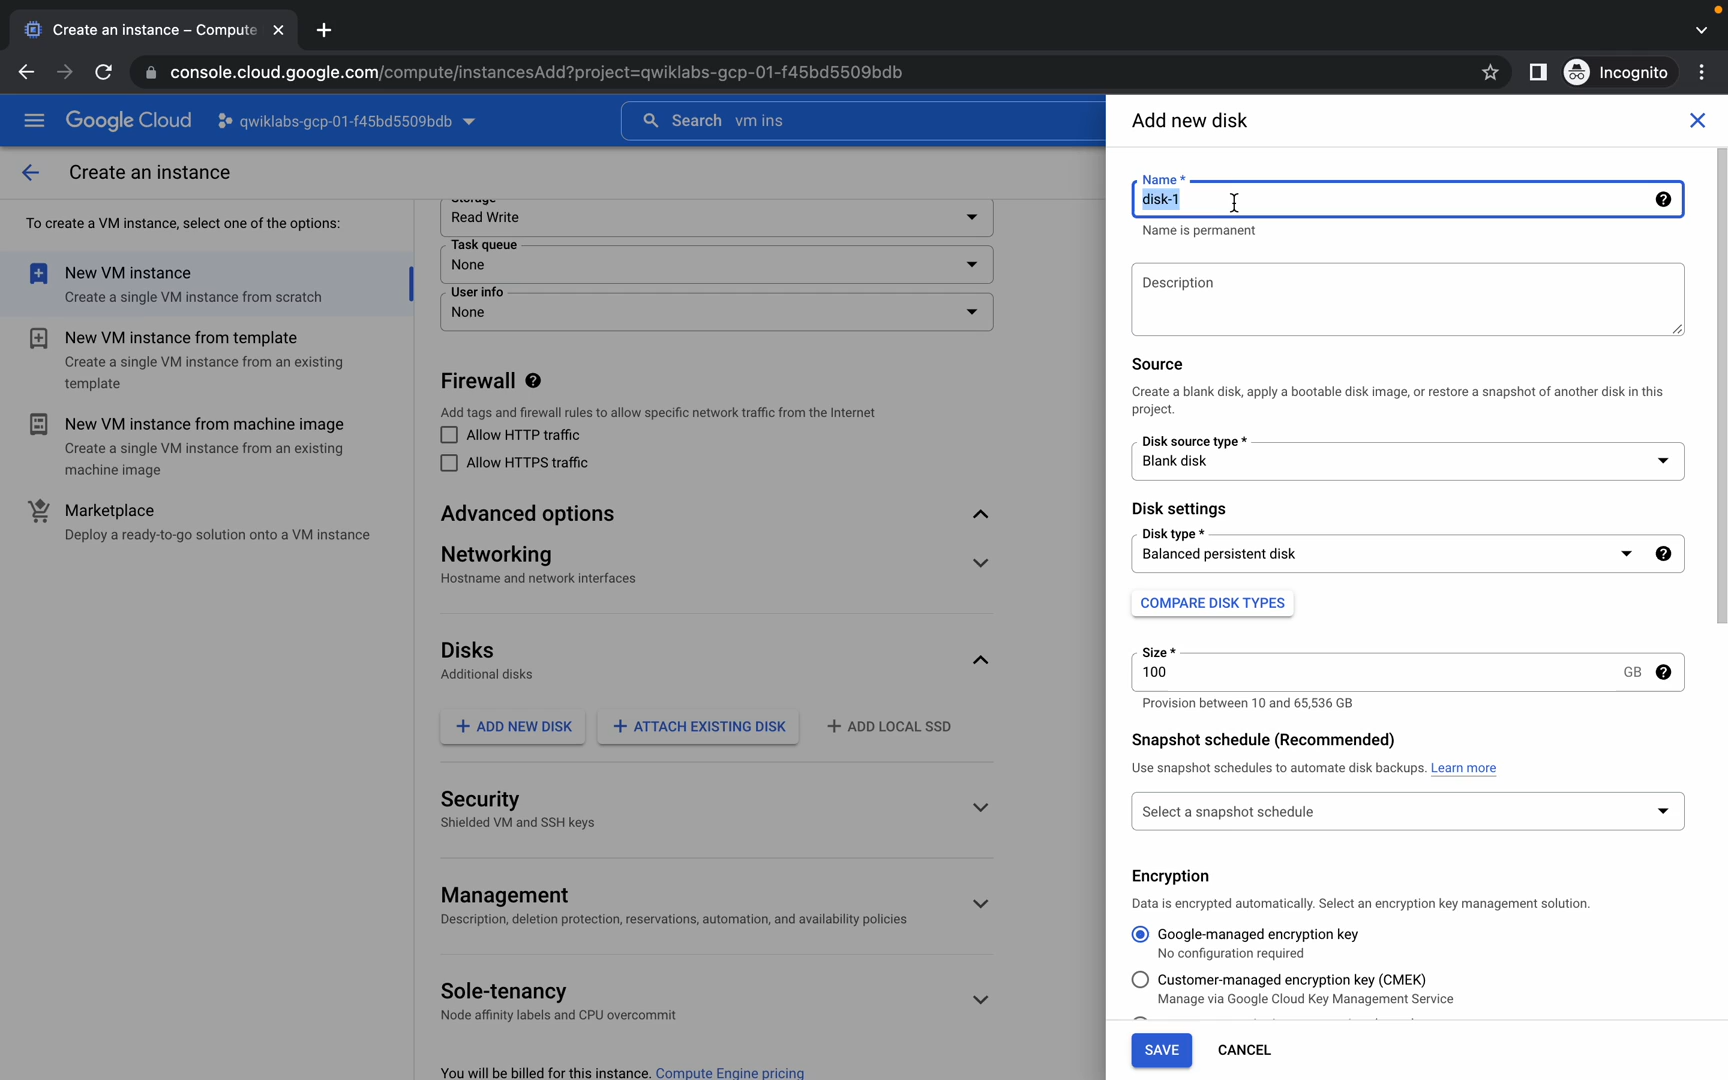 Create an instance – Compute
console.cloud.google.com/compute/instancesAdd?project=qwiklabs-gcp-01-f45bd5509bdb
Incognito
Google Cloud
qwiklabs-gcp-01-f45bd5509bdb
Search vm ins
Create an instance
To create a VM instance, select one of the options:
New VM instance
Create a single VM instance from scratch
New VM instance from template
Create a single VM instance from an existing
template
New VM instance from machine image
Create a single VM instance from an existing
machine image
Marketplace
Deploy a ready-to-go solution onto a VM instance
Storage
Read Write
Task queue
None
User info
None
Firewall
Add tags and firewall rules to allow specific network traffic from the Internet
Allow HTTP traffic
Allow HTTPS traffic
Advanced options
Networking
Hostname and network interfaces
Disks
Additional disks
+ ADD NEW DISK
+ ATTACH EXISTING DISK
+ ADD LOCAL SSD
Security
Shielded VM and SSH keys
Management
Description, deletion protection, reservations, automation, and availability policies
Sole-tenancy
Node affinity labels and CPU overcommit
You will be billed for this instance. Compute Engine pricing
Add new disk
Name *
disk-1
Name is permanent
Description
Source
Create a blank disk, apply a bootable disk image, or restore a snapshot of another disk in this
project.
Disk source type *
Blank disk
Disk settings
Disk type *
Balanced persistent disk
COMPARE DISK TYPES
Size *
100 GB
Provision between 10 and 65,536 GB
Snapshot schedule (Recommended)
Use snapshot schedules to automate disk backups. Learn more
Select a snapshot schedule
Encryption
Data is encrypted automatically. Select an encryption key management solution.
Google-managed encryption key
No configuration required
Customer-managed encryption key (CMEK)
Manage via Google Cloud Key Management Service
SAVE
CANCEL